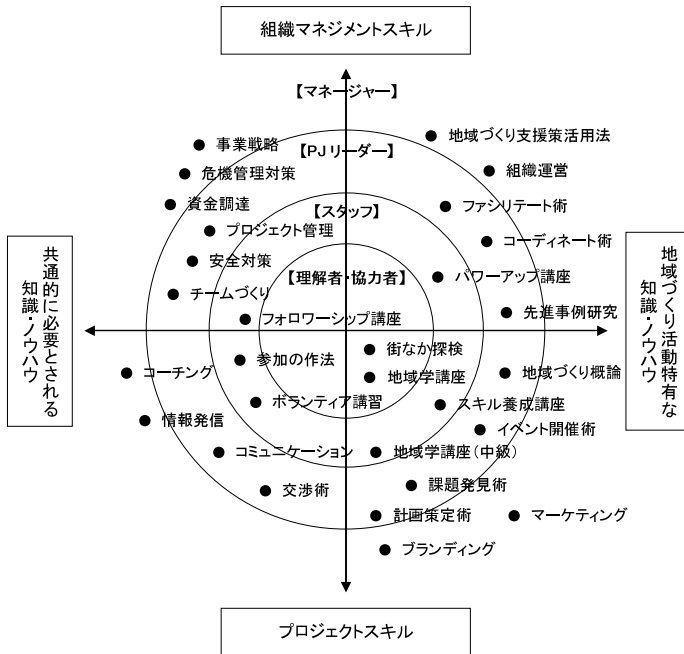 組織マネジメントスキル
【マネージャー】
事業戦略
【PJリーダー】
地域づくり支援策活用法
危機管理対策
組織運営
資金調達
【スタッフ】
ファシリテート術
プロジェクト管理
コーディネート術
安全対策
【理解者・協力者】
パワーアップ講座
チームづくり
先進事例研究
フォロワーシップ講座
共通的に必要とされる
知識・ノウハウ
地域づくり活動特有な
知識・ノウハウ
街なか探検
参加の作法
コーチング
地域学講座
地域づくり概論
ボランティア講習
スキル養成講座
情報発信
イベント開催術
コミュニケーション
地域学講座(中級)
交渉術
課題発見術
計画策定術
マーケティング
ブランディング
プロジェクトスキル